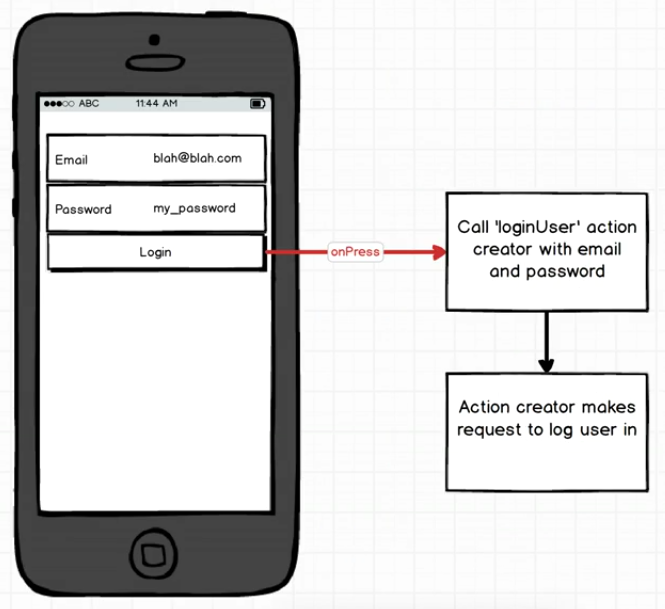 ABC 11:44 AM
Email blah@blah.com
Password my_password
Login
onPress
Call 'loginUser' action
creator with email
and password
Action creator makes
request to log user in